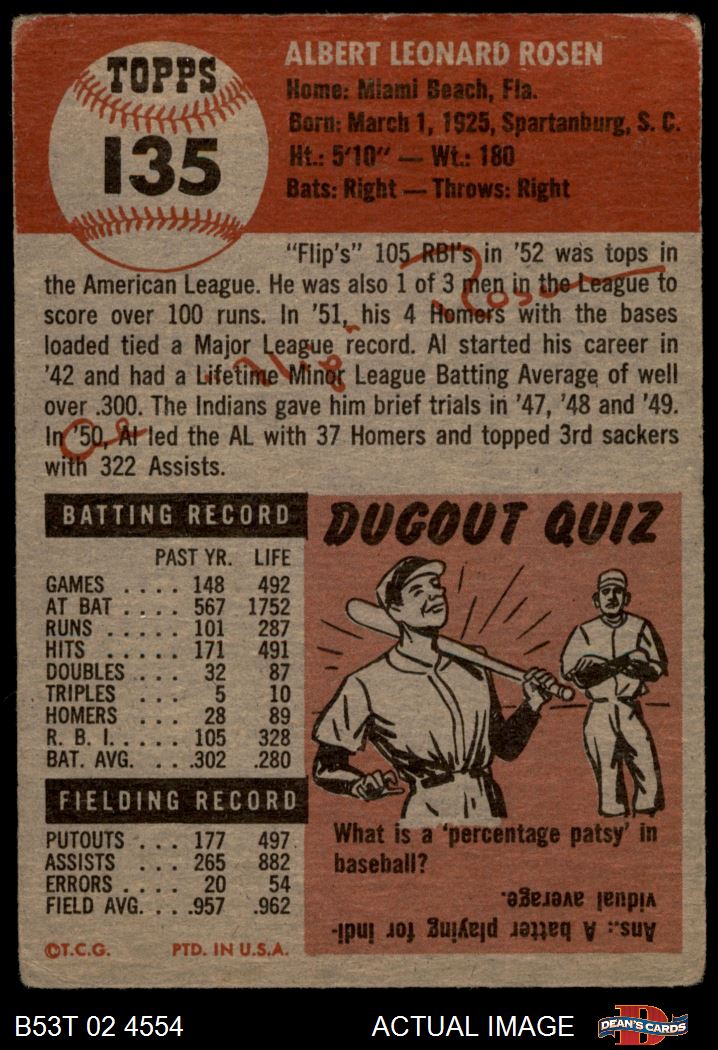 TOPPS
135
ALBERT LEONARD ROSEN
Home: Miami Beach, Fla.
Born: March 1, 1925, Spartanburg, S. C.
Ht.: 5'10" — Wt.: 180
Bats: Right — Throws: Right
"Flip's" 105 RBI's in '52 was tops in
the American League. He was also 1 of 3 men in the League to
score over 100 runs. In '51, his 4 Homers with the bases
loaded tied a Major League record. Al started his career in
'42 and had a Lifetime Minor League Batting Average of well
over .300. The Indians gave him brief trials in '47, '48 and '49.
In '50, Al led the AL with 37 Homers and topped 3rd sackers
with 322 Assists.
Al "Flip" Rosen
BATTING RECORD
PAST YR. LIFE
GAMES .... 148 492
AT BAT .... 567 1752
RUNS ..... 101 287
HITS ..... 171 491
DOUBLES ... 32 87
TRIPLES ... 5 10
HOMERS ... 28 89
R. B. I. .... 105 328
BAT. AVG. ... .302 .280
FIELDING RECORD
PUTOUTS ... 177 497
ASSISTS ... 265 882
ERRORS .... 20 54
FIELD AVG. ... .957 .962
©T.C.G. PTD. IN U.S.A.
DUGOUT QUIZ
What is a 'percentage patsy' in
baseball?
Ans.: A batter playing for indi-
vidual average.
B53T 02 4554 ACTUAL IMAGE DEAN'S CARDS